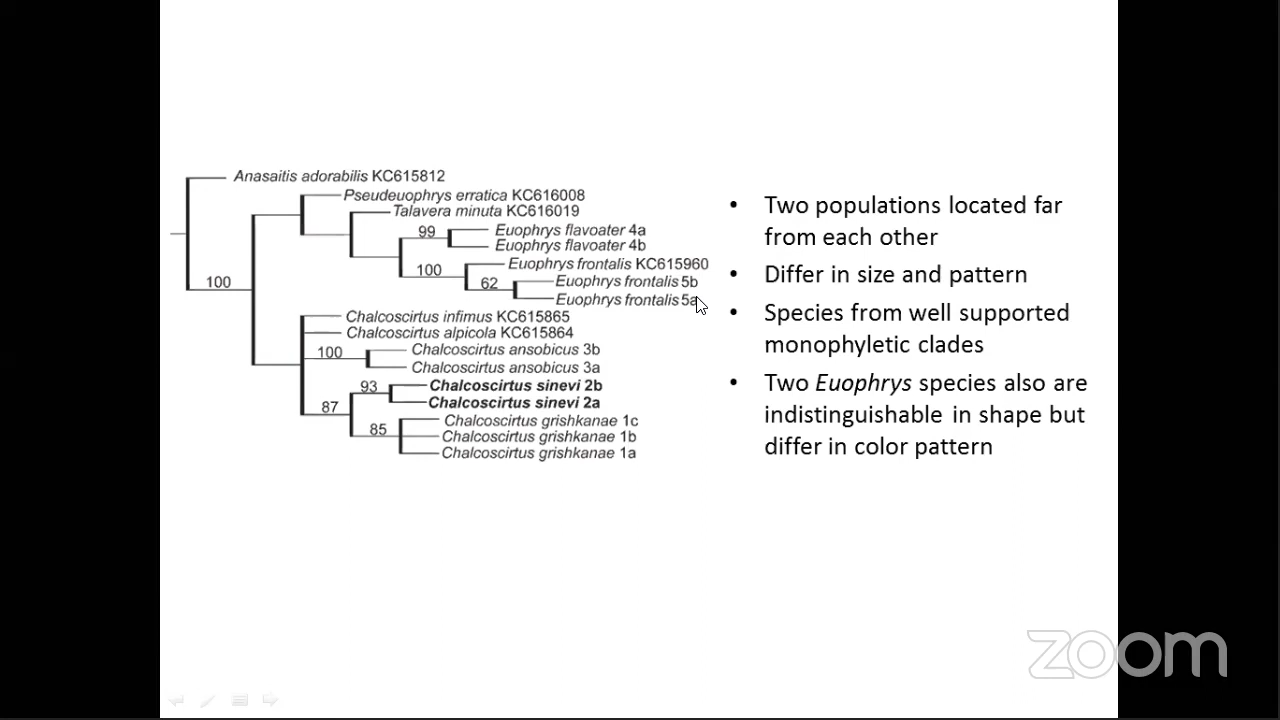 Anasaitis adorabilis KC615812
Pseudeuophrys erratica KC616008
Talavera minuta KC616019
99
Euophrys flavoater 4a
Euophrys flavoater 4b
100
Euophrys frontalis KC615960
62
Euophrys frontalis 5b
Euophrys frontalis 5a
100
Chalcoscirtus infimus KC615865
Chalcoscirtus alpicola KC615864
100
Chalcoscirtus ansobicus 3b
Chalcoscirtus ansobicus 3a
93
Chalcoscirtus sinevi 2b
Chalcoscirtus sinevi 2a
87
85
Chalcoscirtus grishkanae 1c
Chalcoscirtus grishkanae 1b
Chalcoscirtus grishkanae 1a
• Two populations located far
from each other
• Differ in size and pattern
• Species from well supported
monophyletic clades
• Two Euophrys species also are
indistinguishable in shape but
differ in color pattern
zoom